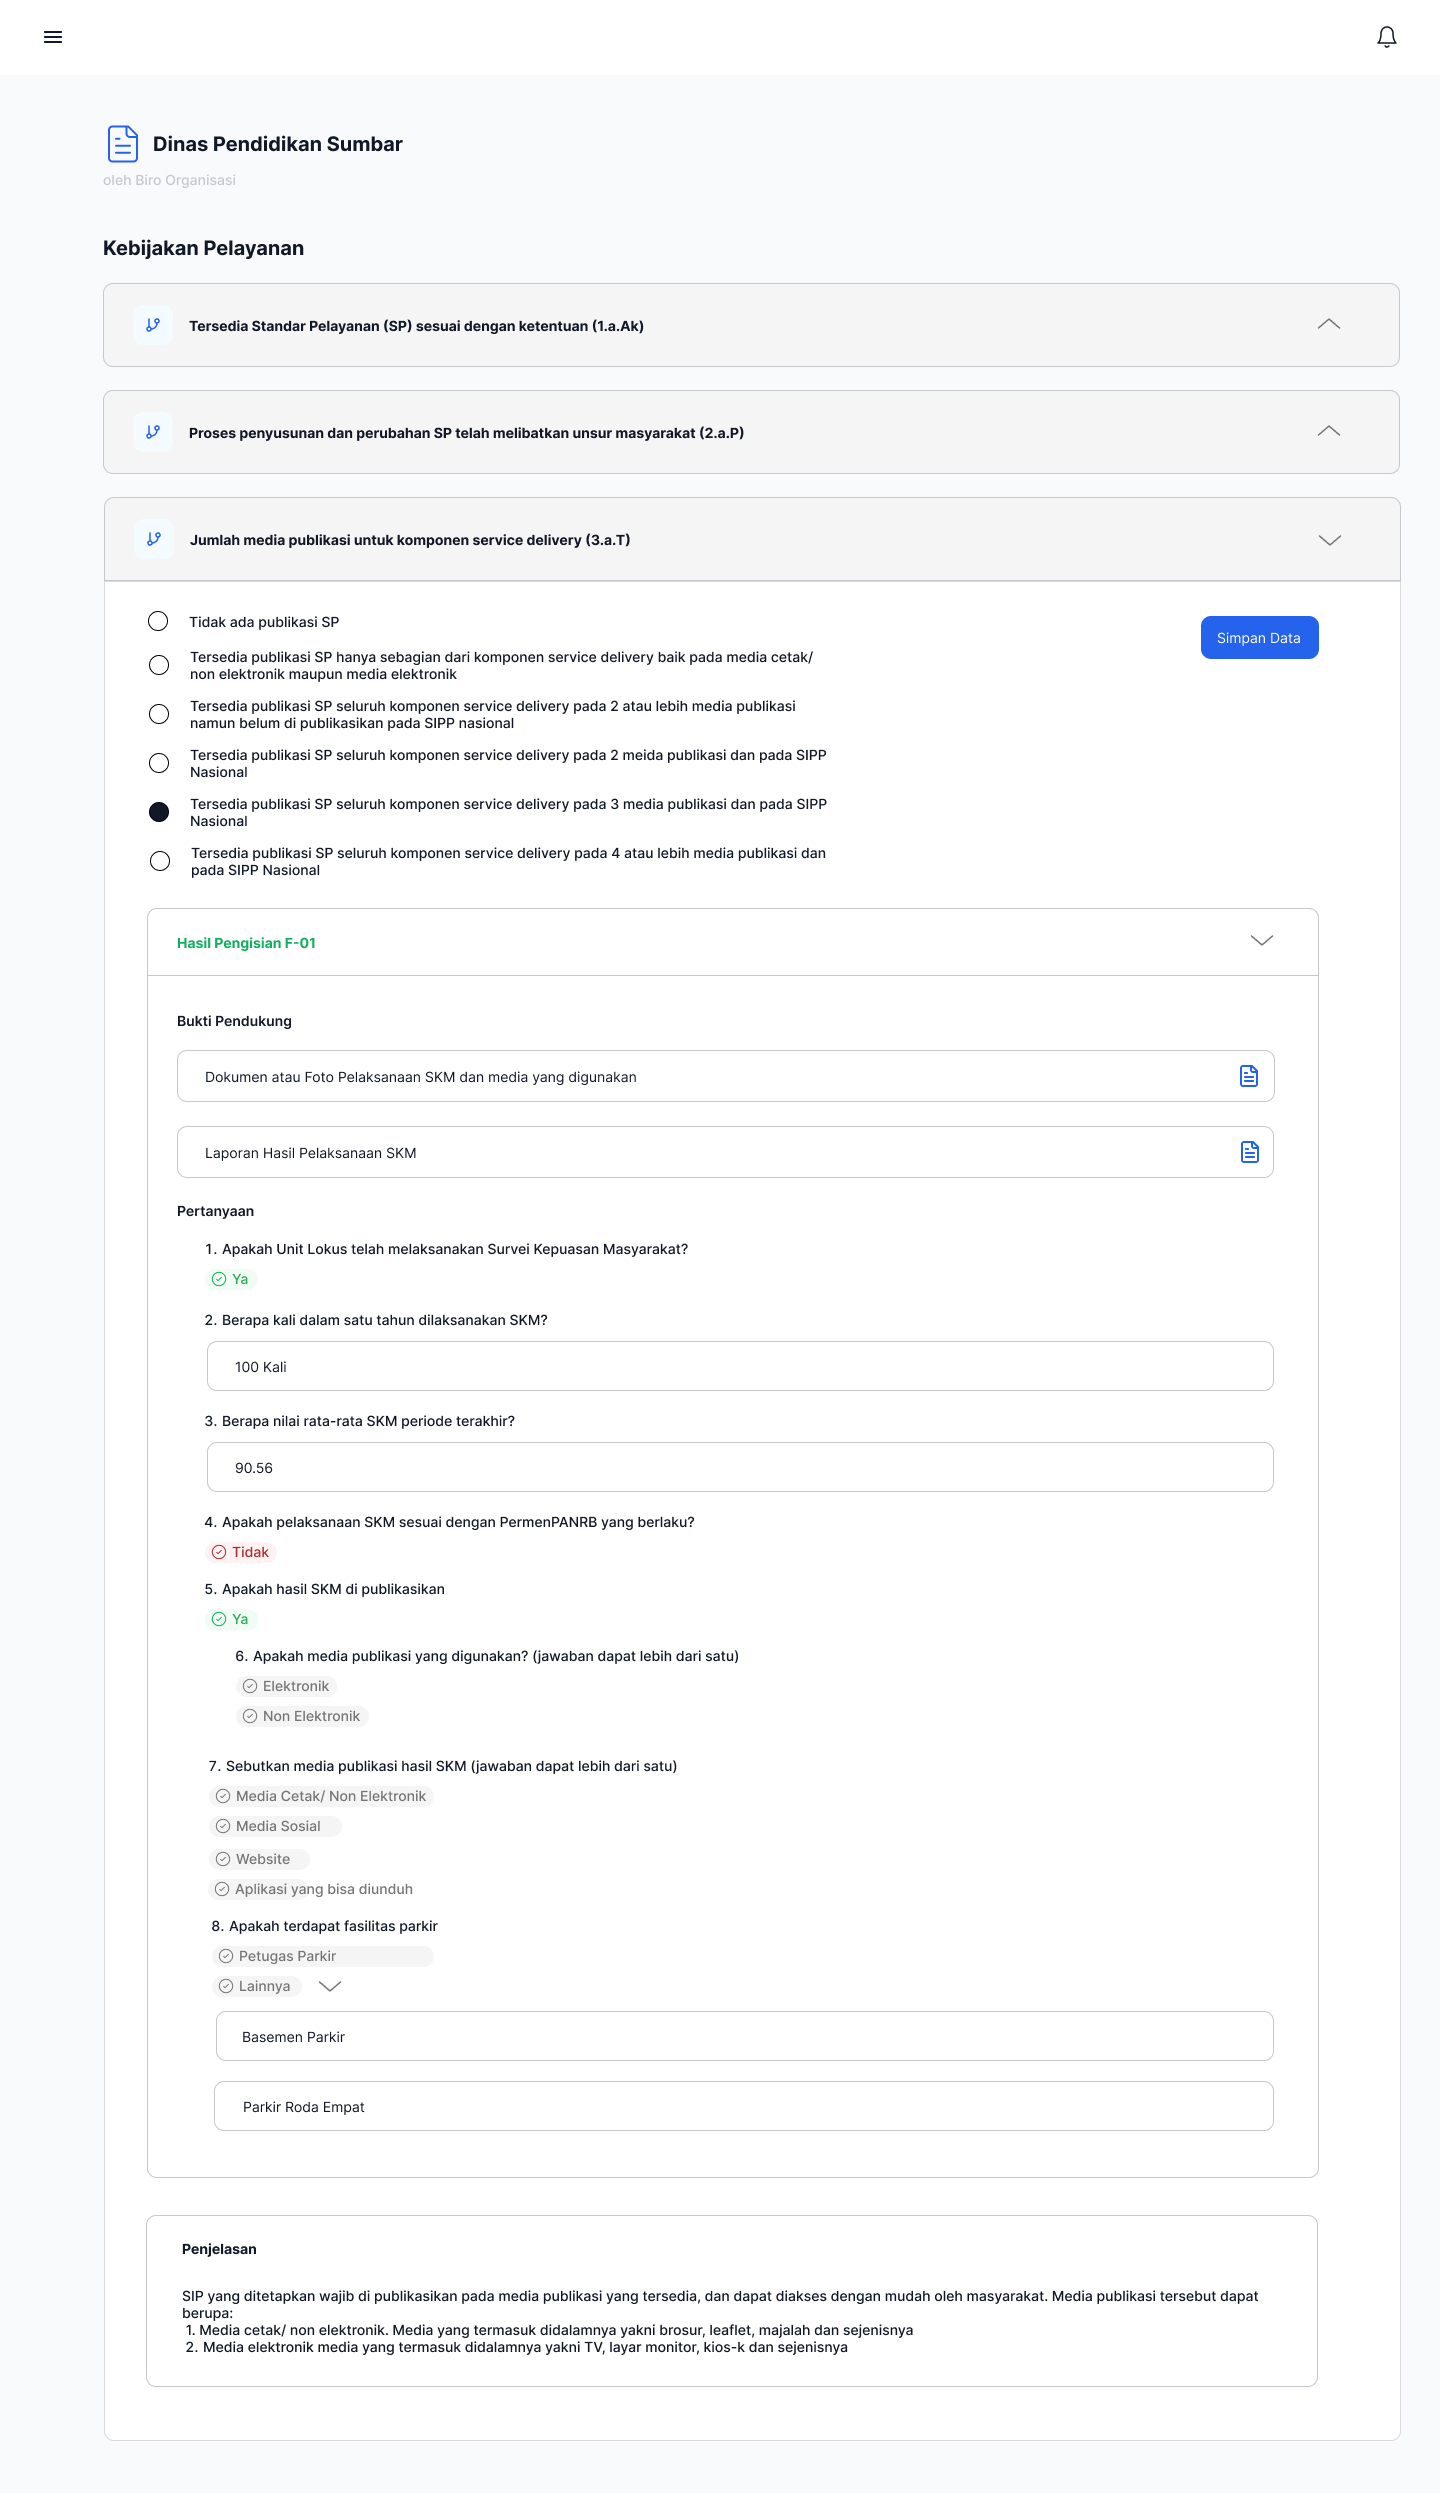 Dinas Pendidikan Sumbar
oleh Biro Organisasi
Kebijakan Pelayanan
Tersedia Standar Pelayanan (SP) sesuai dengan ketentuan (1.a.Ak)
Proses penyusunan dan perubahan SP telah melibatkan unsur masyarakat (2.a.P)
Jumlah media publikasi untuk komponen service delivery (3.a.T)
Tidak ada publikasi SP
Simpan Data
Tersedia publikasi SP hanya sebagian dari komponen service delivery baik pada media cetak/
non elektronik maupun media elektronik
Tersedia publikasi SP seluruh komponen service delivery pada 2 atau lebih media publikasi
namun belum di publikasikan pada SIPP nasional
Tersedia publikasi SP seluruh komponen service delivery pada 2 meida publikasi dan pada SIPP
Nasional
Tersedia publikasi SP seluruh komponen service delivery pada 3 media publikasi dan pada SIPP
Nasional
Tersedia publikasi SP seluruh komponen service delivery pada 4 atau lebih media publikasi dan
pada SIPP Nasional
Hasil Pengisian F-01
Bukti Pendukung
Dokumen atau Foto Pelaksanaan SKM dan media yang digunakan
Laporan Hasil Pelaksanaan SKM
Pertanyaan
1. Apakah Unit Lokus telah melaksanakan Survei Kepuasan Masyarakat?
Ya
2. Berapa kali dalam satu tahun dilaksanakan SKM?
100 Kali
3. Berapa nilai rata-rata SKM periode terakhir?
90.56
4. Apakah pelaksanaan SKM sesuai dengan PermenPANRB yang berlaku?
Tidak
5. Apakah hasil SKM di publikasikan
Ya
6. Apakah media publikasi yang digunakan? (jawaban dapat lebih dari satu)
Elektronik
Non Elektronik
7. Sebutkan media publikasi hasil SKM (jawaban dapat lebih dari satu)
Media Cetak/ Non Elektronik
Media Sosial
Website
Aplikasi yang bisa diunduh
8. Apakah terdapat fasilitas parkir
Petugas Parkir
Lainnya
Basemen Parkir
Parkir Roda Empat
Penjelasan
SIP yang ditetapkan wajib di publikasikan pada media publikasi yang tersedia, dan dapat diakses dengan mudah oleh masyarakat. Media publikasi tersebut dapat
berupa:
1. Media cetak/ non elektronik. Media yang termasuk didalamnya yakni brosur, leaflet, majalah dan sejenisnya
2. Media elektronik media yang termasuk didalamnya yakni TV, layar monitor, kios-k dan sejenisnya